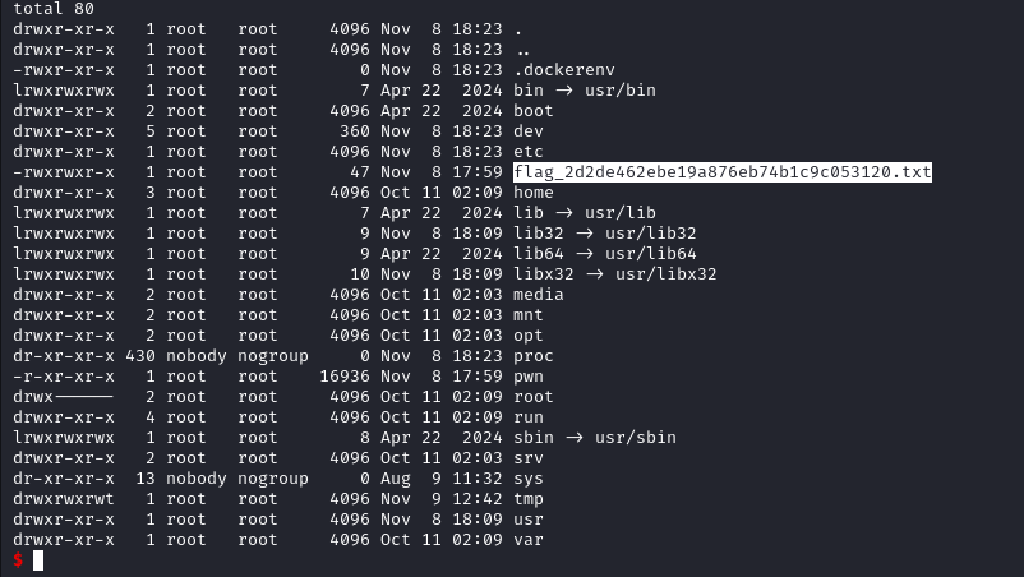 total 80
drwxr-xr-x   1 root   root     4096 Nov  8 18:23 .
drwxr-xr-x   1 root   root     4096 Nov  8 18:23 ..
-rwxr-xr-x   1 root   root        0 Nov  8 18:23 .dockerenv
lrwxrwxrwx   1 root   root        7 Apr 22  2024 bin → usr/bin
drwxr-xr-x   2 root   root     4096 Apr 22  2024 boot
drwxr-xr-x   5 root   root      360 Nov  8 18:23 dev
drwxr-xr-x   1 root   root     4096 Nov  8 18:23 etc
-rwxrwxr-x   1 root   root       47 Nov  8 17:59 flag_2d2de462ebe19a876eb74b1c9c053120.txt
drwxr-xr-x   3 root   root     4096 Oct 11 02:09 home
lrwxrwxrwx   1 root   root        7 Apr 22  2024 lib → usr/lib
lrwxrwxrwx   1 root   root        9 Nov  8 18:09 lib32 → usr/lib32
lrwxrwxrwx   1 root   root        9 Apr 22  2024 lib64 → usr/lib64
lrwxrwxrwx   1 root   root       10 Nov  8 18:09 libx32 → usr/libx32
drwxr-xr-x   2 root   root     4096 Oct 11 02:03 media
drwxr-xr-x   2 root   root     4096 Oct 11 02:03 mnt
drwxr-xr-x   2 root   root     4096 Oct 11 02:03 opt
dr-xr-xr-x 430 nobody nogroup     0 Nov  8 18:23 proc
-r-xr-xr-x   1 root   root    16936 Nov  8 17:59 pwn
drwx------   2 root   root     4096 Oct 11 02:09 root
drwxr-xr-x   4 root   root     4096 Oct 11 02:09 run
lrwxrwxrwx   1 root   root        8 Apr 22  2024 sbin → usr/sbin
drwxr-xr-x   2 root   root     4096 Oct 11 02:03 srv
dr-xr-xr-x  13 nobody nogroup     0 Aug  9 11:32 sys
drwxrwxrwt   1 root   root     4096 Nov  9 12:42 tmp
drwxr-xr-x   1 root   root     4096 Nov  8 18:09 usr
drwxr-xr-x   1 root   root     4096 Oct 11 02:09 var
$